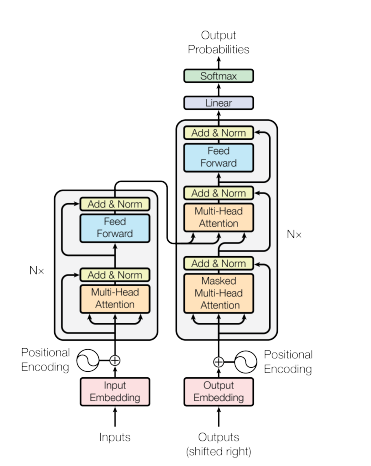 Output
Probabilities
Softmax
Linear
Add & Norm
Feed
Forward
Add & Norm
Multi-Head
Attention
Add & Norm
Masked
Multi-Head
Attention
N×
Add & Norm
Feed
Forward
Add & Norm
Multi-Head
Attention
N×
Positional
Encoding
Positional
Encoding
Input
Embedding
Output
Embedding
Inputs
Outputs
(shifted right)